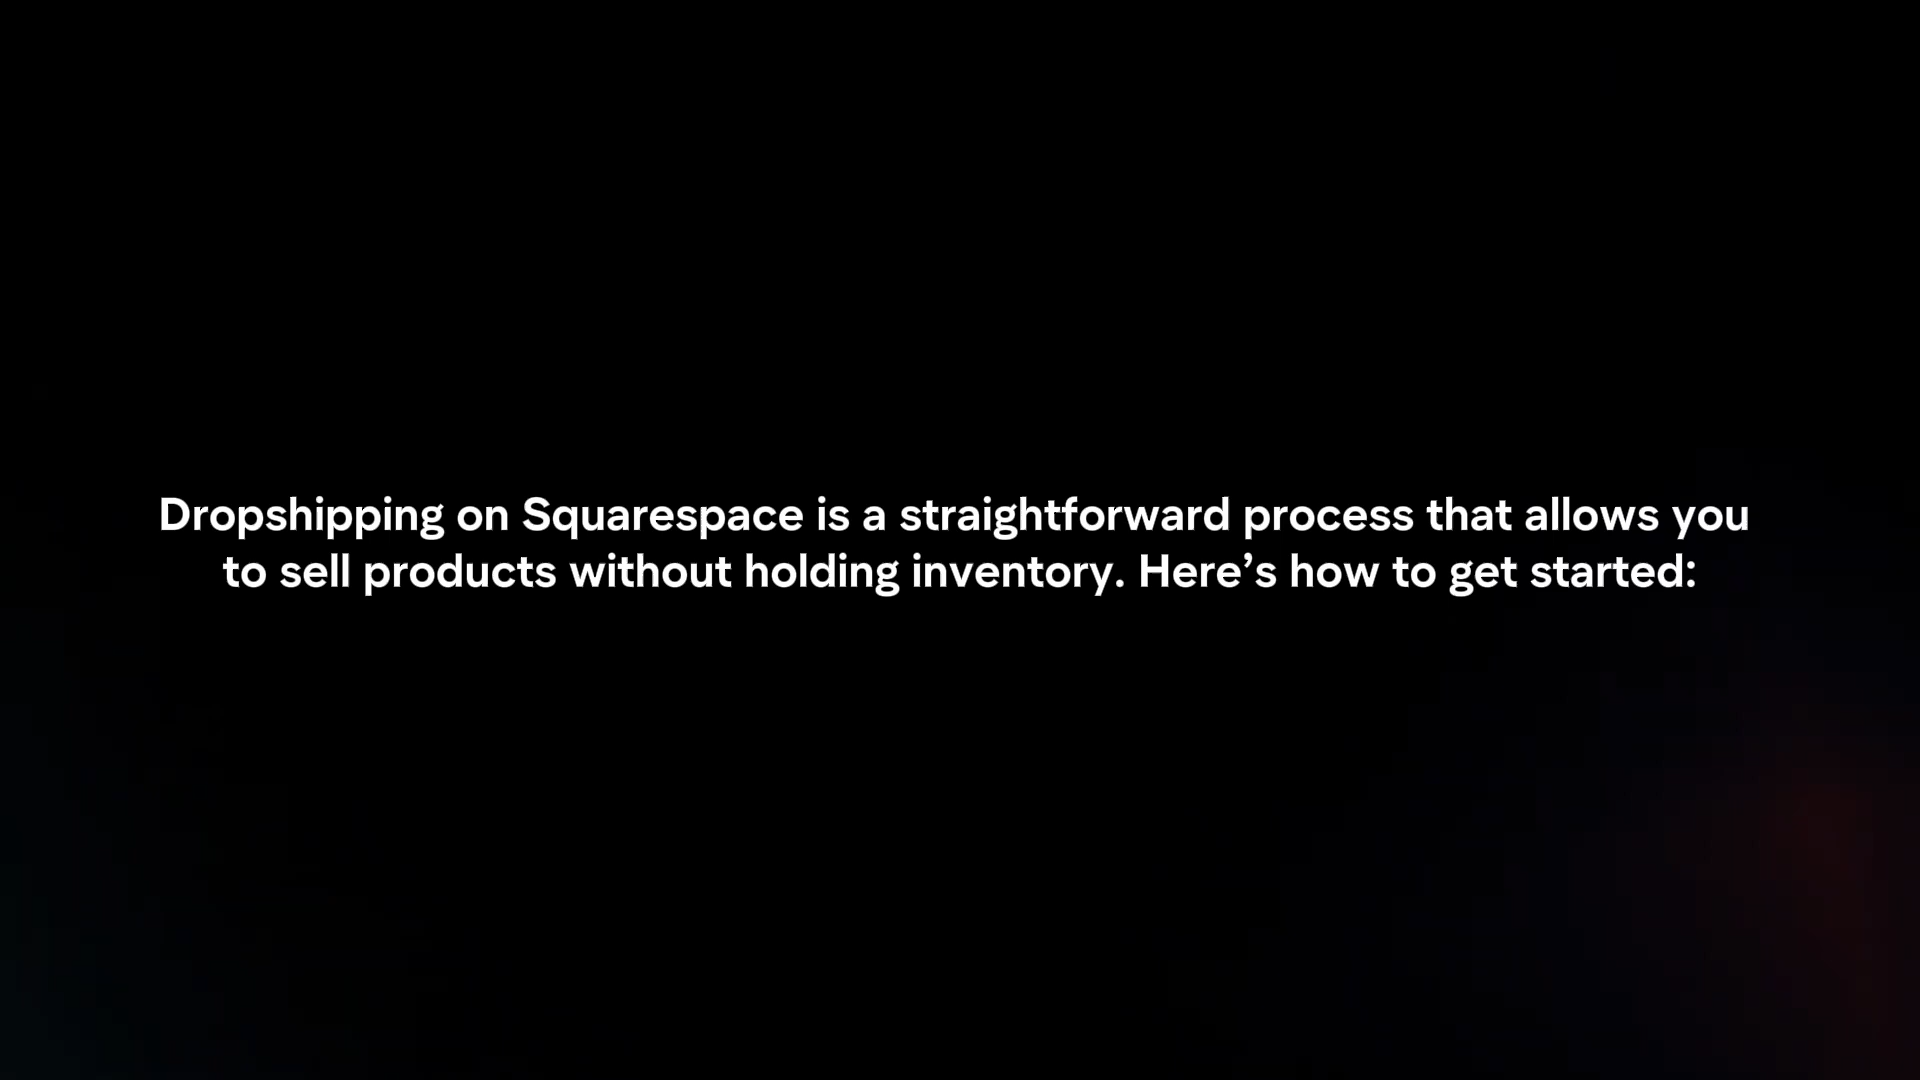 Dropshipping on Squarespace is a straightforward process that allows you
to sell products without holding inventory. Here’s how to get started: